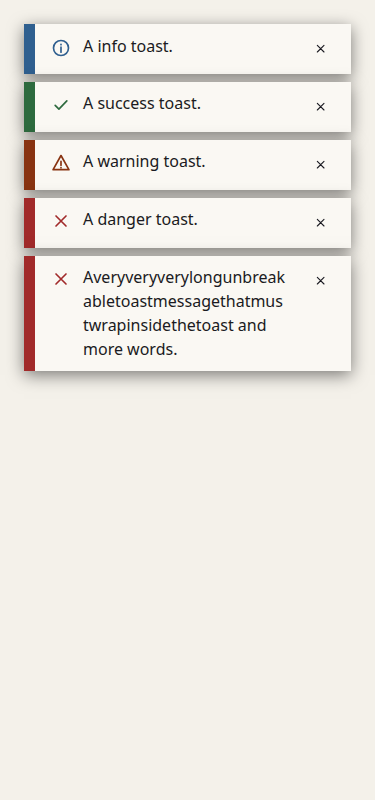 A info toast.
A success toast.
A warning toast.
A danger toast.
Averyveryverylongunbreak
abletoastmessagethatmus
twrapinsidethetoast and
more words.